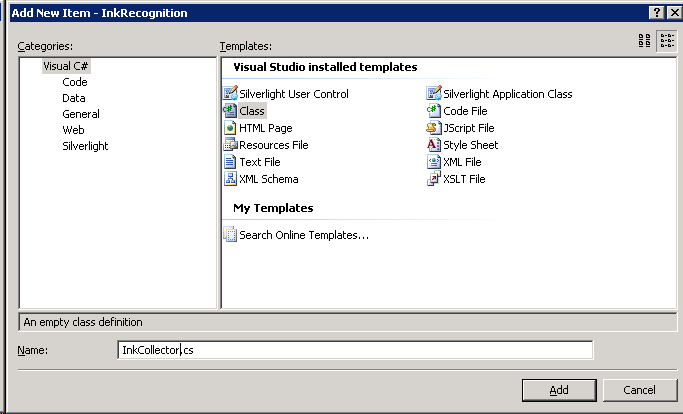 Add New Item - InkRecognition
Categories:
Templates:
Visual C#
Code
Data
General
Web
Silverlight
Visual Studio installed templates
Silverlight User Control
Silverlight Application Class
Class
Code File
HTML Page
JScript File
Resources File
Style Sheet
Text File
XML File
XML Schema
XSLT File
My Templates
Search Online Templates...
An empty class definition
Name:
InkCollector.cs
Add
Cancel